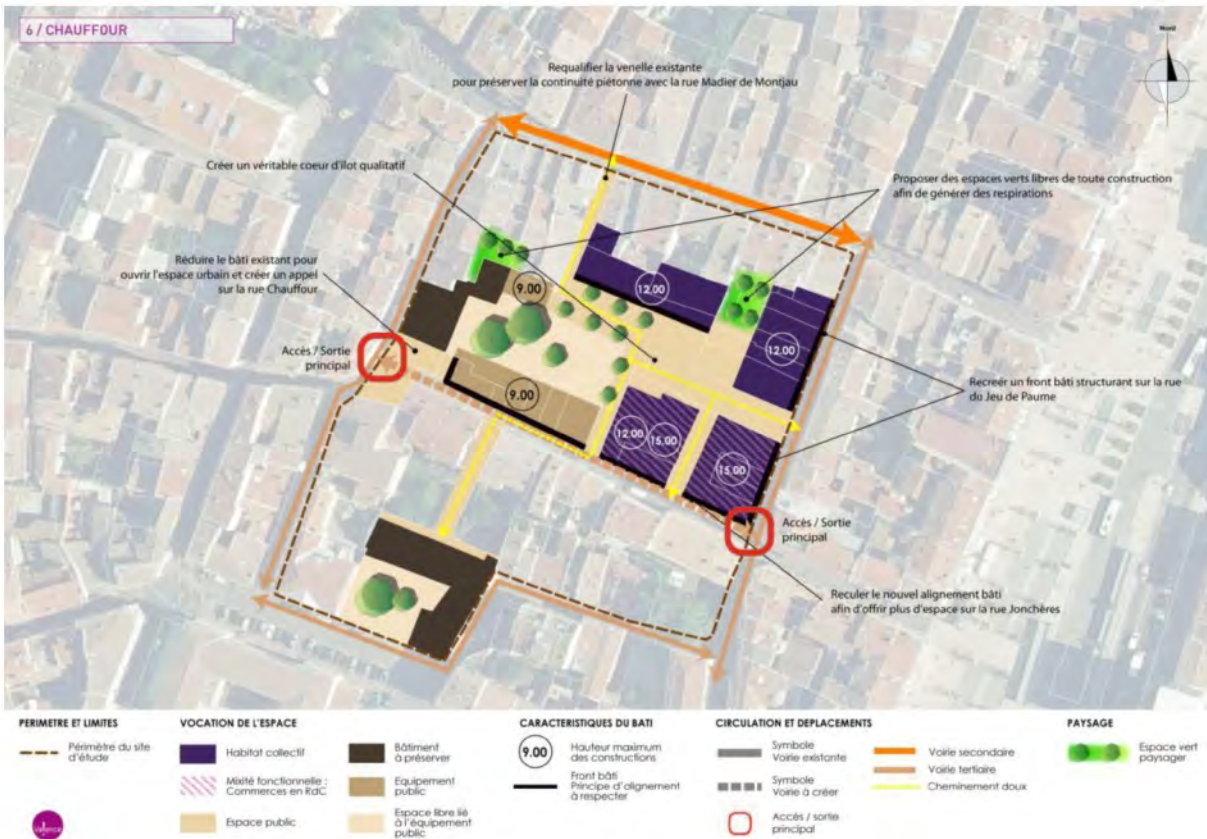 6 / CHAUFFOUR
Nord
Requalifier la venelle existante
pour préserver la continuité piétonne avec la rue Madier de Montjau
Créer un véritable coeur d'ilot qualitatif
Proposer des espaces verts libres de toute construction
afin de générer des respirations
Réduire le bâti existant pour
ouvrir l'espace urbain et créer un appel
sur la rue Chauffour
9.00
12.00
Accès / Sortie
principal
12.00
9.00
Recreér un front bâti structurant sur la rue
du Jeu de Paume
12.00
15.00
15.00
Accès / Sortie
principal
Reculer le nouvel alignement bâti
afin d'offrir plus d'espace sur la rue Jonchères
PERIMETRE ET LIMITES
Périmètre du site
d'étude
Valence
VOCATION DE L'ESPACE
Habitat collectif
Mixité fonctionnelle :
Commerces en RdC
Espace public
Bâtiment
à préserver
Equipement
public
Espace libre lié
à l'équipement
public
CARACTERISTIQUES DU BATI
9.00
Hauteur maximum
des constructions
Front bâti
Principe d'alignement
à respecter
CIRCULATION ET DEPLACEMENTS
Symbole
Voirie existante
Symbole
Voirie à créer
Accès / sortie
principal
Voirie secondaire
Voirie tertiaire
Cheminement doux
PAYSAGE
Espace vert
paysager